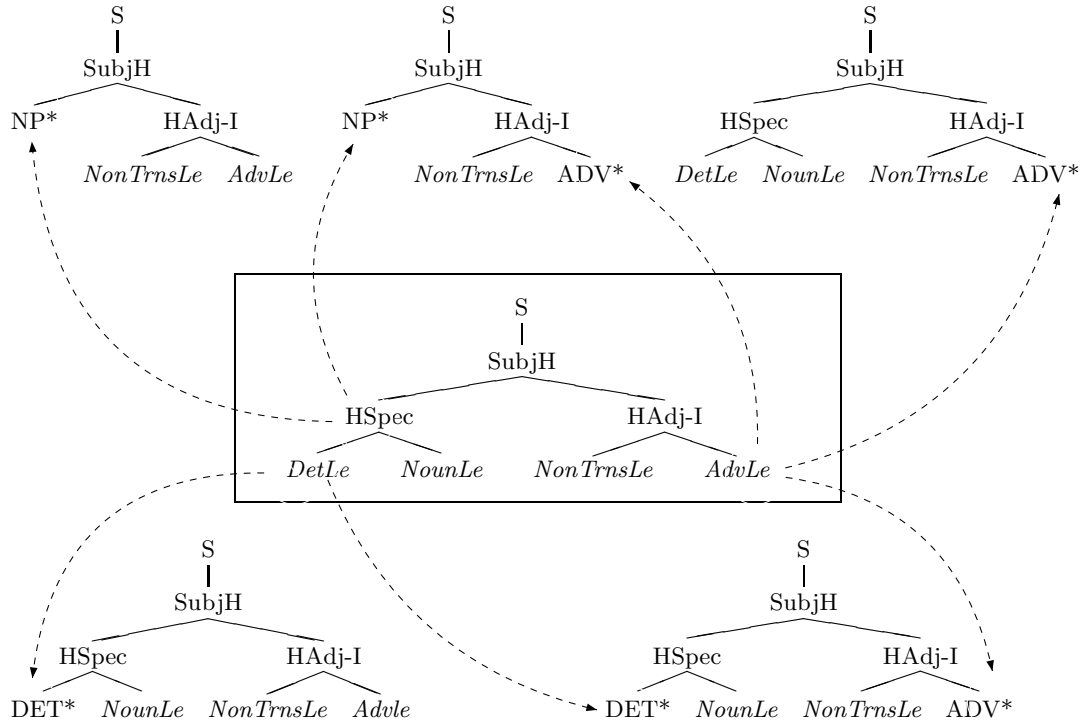 S S S
SubjH SubjH SubjH
NP* HAdj-I NP* HAdj-I HSpec HAdj-I
NonTrnsLe AdvLe NonTrnsLe ADV* DetLe NounLe NonTrnsLe ADV*
S
SubjH
HSpec HAdj-I
DetLe NounLe NonTrnsLe AdvLe
S S
SubjH SubjH
HSpec HAdj-I HSpec HAdj-I
DET* NounLe NonTrnsLe Advle DET* NounLe NonTrnsLe ADV*